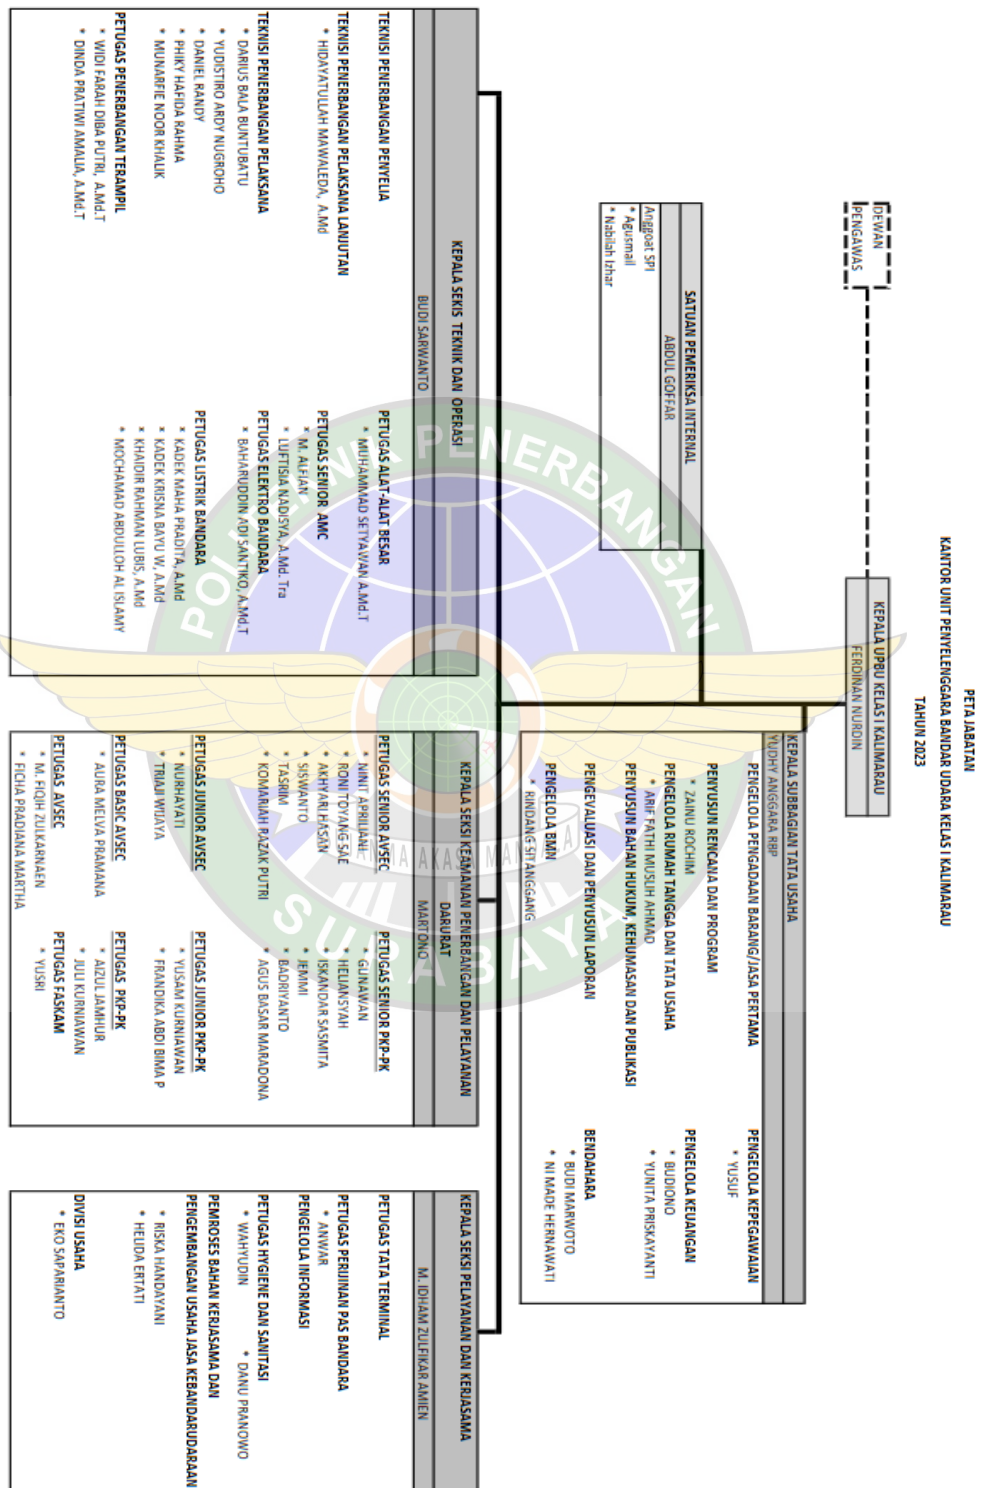 PETA JABATAN
KANTOR UNIT PENYELENGGARA BANDAR UDARA KELAS I KALIMARAU
TAHUN 2023
DEWAN
PENGAWAS
KEPALA UPBU KELAS I KALIMARAU
FERDINAN NURDIN
SATUAN PEMERIKSA INTERNAL
ABDUL GOFFAR
Anggoat SPI
* Agusmail
* Nabilah Izhar
KEPALA SUBBAGIAN TATA USAHA
YUDHY ANGGARA RBP
PENGELOLA PENGADAAN BARANG/JASA PERTAMA
PENYUSUN RENCANA DAN PROGRAM
* ZAINU ROCHIM
PENGELOLA RUMAH TANGGA DAN TATA USAHA
* ARIF FATHI MUSLIH AHMAD
PENYUSUN BAHAN HUKUM, KEHUMASAN DAN PUBLIKASI
PENGEVALUASI DAN PENYUSUN LAPORAN
PENGELOLA BMN
* RINDANG SIYANGGANG
PENGELOLA KEPEGAWAIAN
* YUSUF
PENGELOLA KEUANGAN
* BUDIONO
* YUNITA PRISKAYANTI
BENDAHARA
* BUDI MARWOTO
* NI MADE HERNAWATI
KEPALA SEKIS TEKNIK DAN OPERASI
BUDI SARWANTO
TEKNISI PENERBANGAN PENYELIA
TEKNISI PENERBANGAN PELAKSANA LANJUTAN
* HIDAYATULLAH MAWALEDA, A.Md
TEKNISI PENERBANGAN PELAKSANA
* DARIUS BALA BUNTUBATU
* YUDISTIRO ARDY NUGROHO
* DANIEL RANDY
* PHIKY HAFIDA RAHMA
* MUNARFIE NOOR KHALIK
PETUGAS PENERBANGAN TERAMPIL
* WIDI FARAH DIBA PUTRI, A.Md.T
* DINDA PRATIWI AMALIA, A.Md.T
PETUGAS ALAT-ALAT BESAR
* MUHAMMAD SETYAWAN A.Md.T
PETUGAS SENIOR AMC
* M. ALFIAN
* LUFTISIA NADISYA, A.Md. Tra
PETUGAS ELEKTRO BANDARA
* BAHARUDDIN ADI SANTIKO, A.Md.T
PETUGAS LISTRIK BANDARA
* KADEK MAHA PRADITA, A.Md
* KADEK KRISNA BAYU W, A.Md
* KHAIDIR RAHMAN LUBIS, A.Md
* MOCHAMAD ABDULLOH AL ISLAMY
KEPALA SEKSI KEAMANAN PENERBANGAN DAN PELAYANAN
DARURAT
MARTONO
PETUGAS SENIOR AVSEC
* NINIT APRILIANI
* RONI TOYANG SAE
* AKHYARI HASAN
* SISWANTO
* TASRIM
* KOMARIAH RAZAK PUTRI
PETUGAS JUNIOR AVSEC
* NURHAYATI
* TRIAJI WIJAYA
PETUGAS BASIC AVSEC
* AURA MELVA PRAMANA
PETUGAS AVSEC
* M. FIQIH ZULKARNAEN
* FICHA PRADIANA MARTHA
PETUGAS SENIOR PKP-PK
* GUNAWAN
* HELIANSYAH
* ISKANDAR SASMITA
* JEMMI
* BADRIYANTO
* AGUS BASAR MARADONA
PETUGAS JUNIOR PKP-PK
* YUSAM KURNIAWAN
* FRANDIKA ABDI BIMA P
PETUGAS PKP-PK
* AIZUL JAMHUR
* JULI KURNIAWAN
PETUGAS FASKAM
* YUSRI
KEPALA SEKSI PELAYANAN DAN KERJASAMA
M. IDHAM ZULFIKAR AMIEN
PETUGAS TATA TERMINAL
PETUGAS PERIJINAN PAS BANDARA
* ANWAR
PENGELOLA INFORMASI
PETUGAS HYGIENE DAN SANITASI
* WAHYUDIN * DANU PRANOWO
PEMROSES BAHAN KERJASAMA DAN
PENGEMBANGAN USAHA JASA KEBANDARUDARAAN
* RISKA HANDAYANI
* HELIDA ERTATI
DIVISI USAHA
* EKO SAPARIANTO
POLITEKNIK PENERBANGAN
SURABAYA